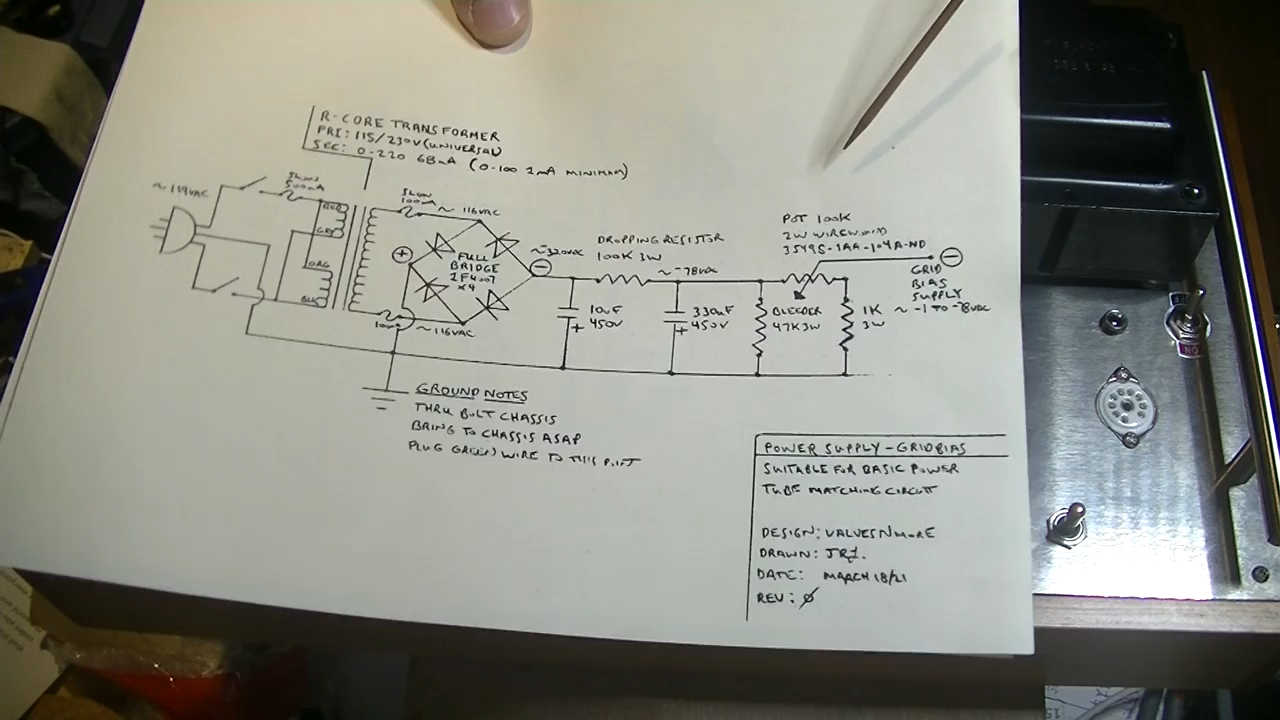 R-CORE TRANSFORMER
PRI: 115/230V (UNIVERSAL)
SEC: 0-220 68mA (0-100 1mA MINIMUM)
~119VAC
SLOW
500mA
RED
GRY
ORG
BLU
SLOW
100mA
~116VAC
+
FULL
BRIDGE
1F4007
x4
~116VAC
~-320VDC
−
DROPPING RESISTOR
100K 3W
~-78VDC
10uF
+ 450V
330uF
+ 450V
BLEEDER
47K 3W
POT 100K
2W WIREWOUND
3549S-1AA-104A-ND
1K
3W
−
GRID
BIAS
SUPPLY
~ -1 TO -78VDC
GROUND NOTES
THRU BOLT CHASSIS
BRING TO CHASSIS ASAP
PLUG GREEN WIRE TO THIS POINT
POWER SUPPLY - GRID BIAS
SUITABLE FOR BASIC POWER
TUBE MATCHING CIRCUIT
DESIGN: VALVESNMORE
DRAWN: JRL.
DATE: MARCH 18/21
REV: Ø